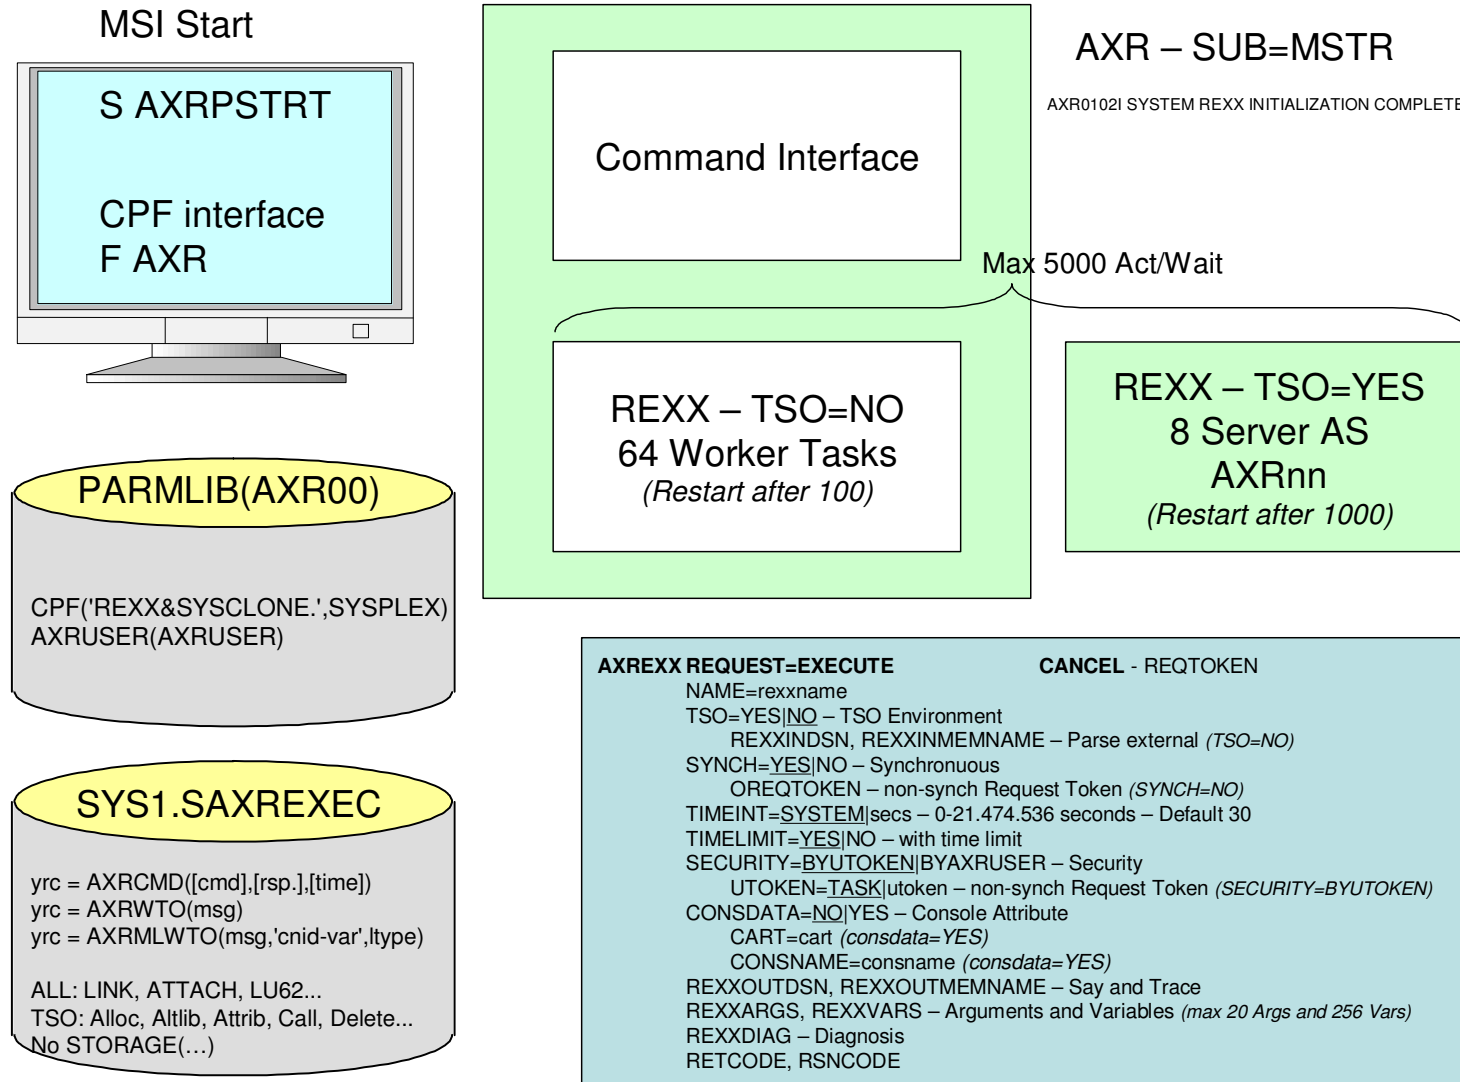 MSI Start
S AXRPSTRT
CPF interface
F AXR
Command Interface
AXR – SUB=MSTR
AXR0102I SYSTEM REXX INITIALIZATION COMPLETE
Max 5000 Act/Wait
REXX – TSO=NO
64 Worker Tasks
(Restart after 100)
REXX – TSO=YES
8 Server AS
AXRnn
(Restart after 1000)
PARMLIB(AXR00)
CPF('REXX&SYSCLONE.',SYSPLEX)
AXRUSER(AXRUSER)
SYS1.SAXREXEC
yrc = AXRCMD([cmd],[rsp.],[time])
yrc = AXRWTO(msg)
yrc = AXRMLWTO(msg,'cnid-var',ltype)
ALL: LINK, ATTACH, LU62...
TSO: Alloc, Altlib, Attrib, Call, Delete...
No STORAGE(…)
AXREXX REQUEST=EXECUTE CANCEL - REQTOKEN
NAME=rexxname
TSO=YES|NO – TSO Environment
REXXINDSN, REXXINMEMNAME – Parse external (TSO=NO)
SYNCH=YES|NO – Synchronuous
OREQTOKEN – non-synch Request Token (SYNCH=NO)
TIMEINT=SYSTEM|secs – 0-21.474.536 seconds – Default 30
TIMELIMIT=YES|NO – with time limit
SECURITY=BYUTOKEN|BYAXRUSER – Security
UTOKEN=TASK|utoken – non-synch Request Token (SECURITY=BYUTOKEN)
CONSDATA=NO|YES – Console Attribute
CART=cart (consdata=YES)
CONSNAME=consname (consdata=YES)
REXXOUTDSN, REXXOUTMEMNAME – Say and Trace
REXXARGS, REXXVARS – Arguments and Variables (max 20 Args and 256 Vars)
REXXDIAG – Diagnosis
RETCODE, RSNCODE